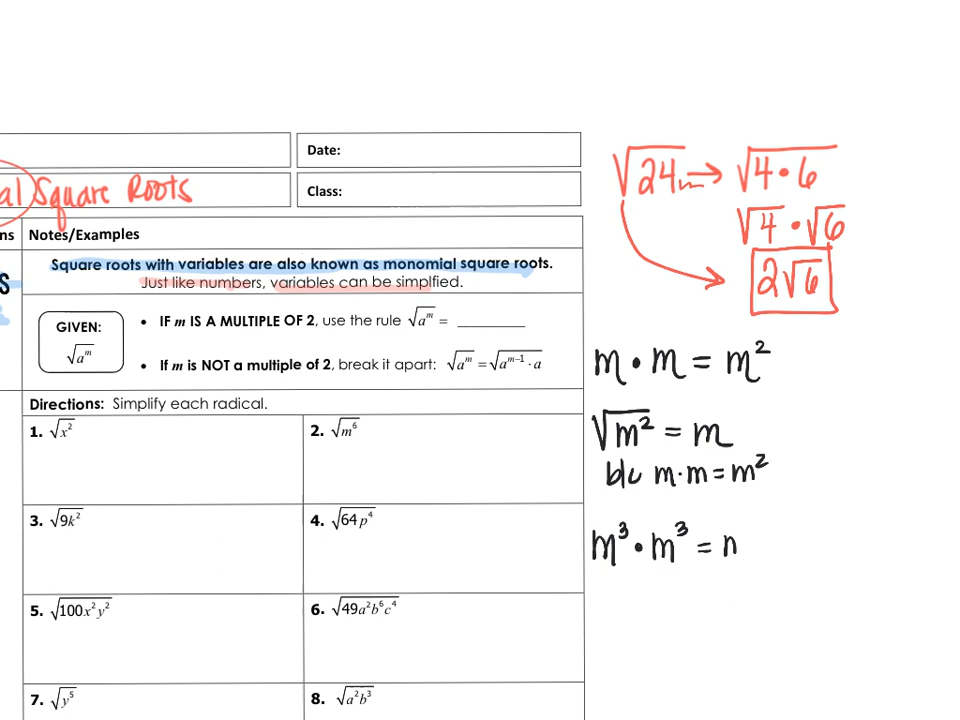 Date:
al Square Roots
Class:
ns Notes/Examples
Square roots with variables are also known as monomial square roots.
Just like numbers, variables can be simplfied.
S
GIVEN:
√a^m
• IF m IS A MULTIPLE OF 2, use the rule √a^m = ________
• If m is NOT a multiple of 2, break it apart: √a^m = √a^(m−1) · a
Directions: Simplify each radical.
1. √x²
2. √m⁶
3. √9k²
4. √64p⁴
5. √100x²y²
6. √49a²b⁶c⁴
7. √y⁵
8. √a²b³
√24 → √4 • 6
√4 • √6
2√6
m • m = m²
√m² = m
b/c m · m = m²
m³ • m³ = n